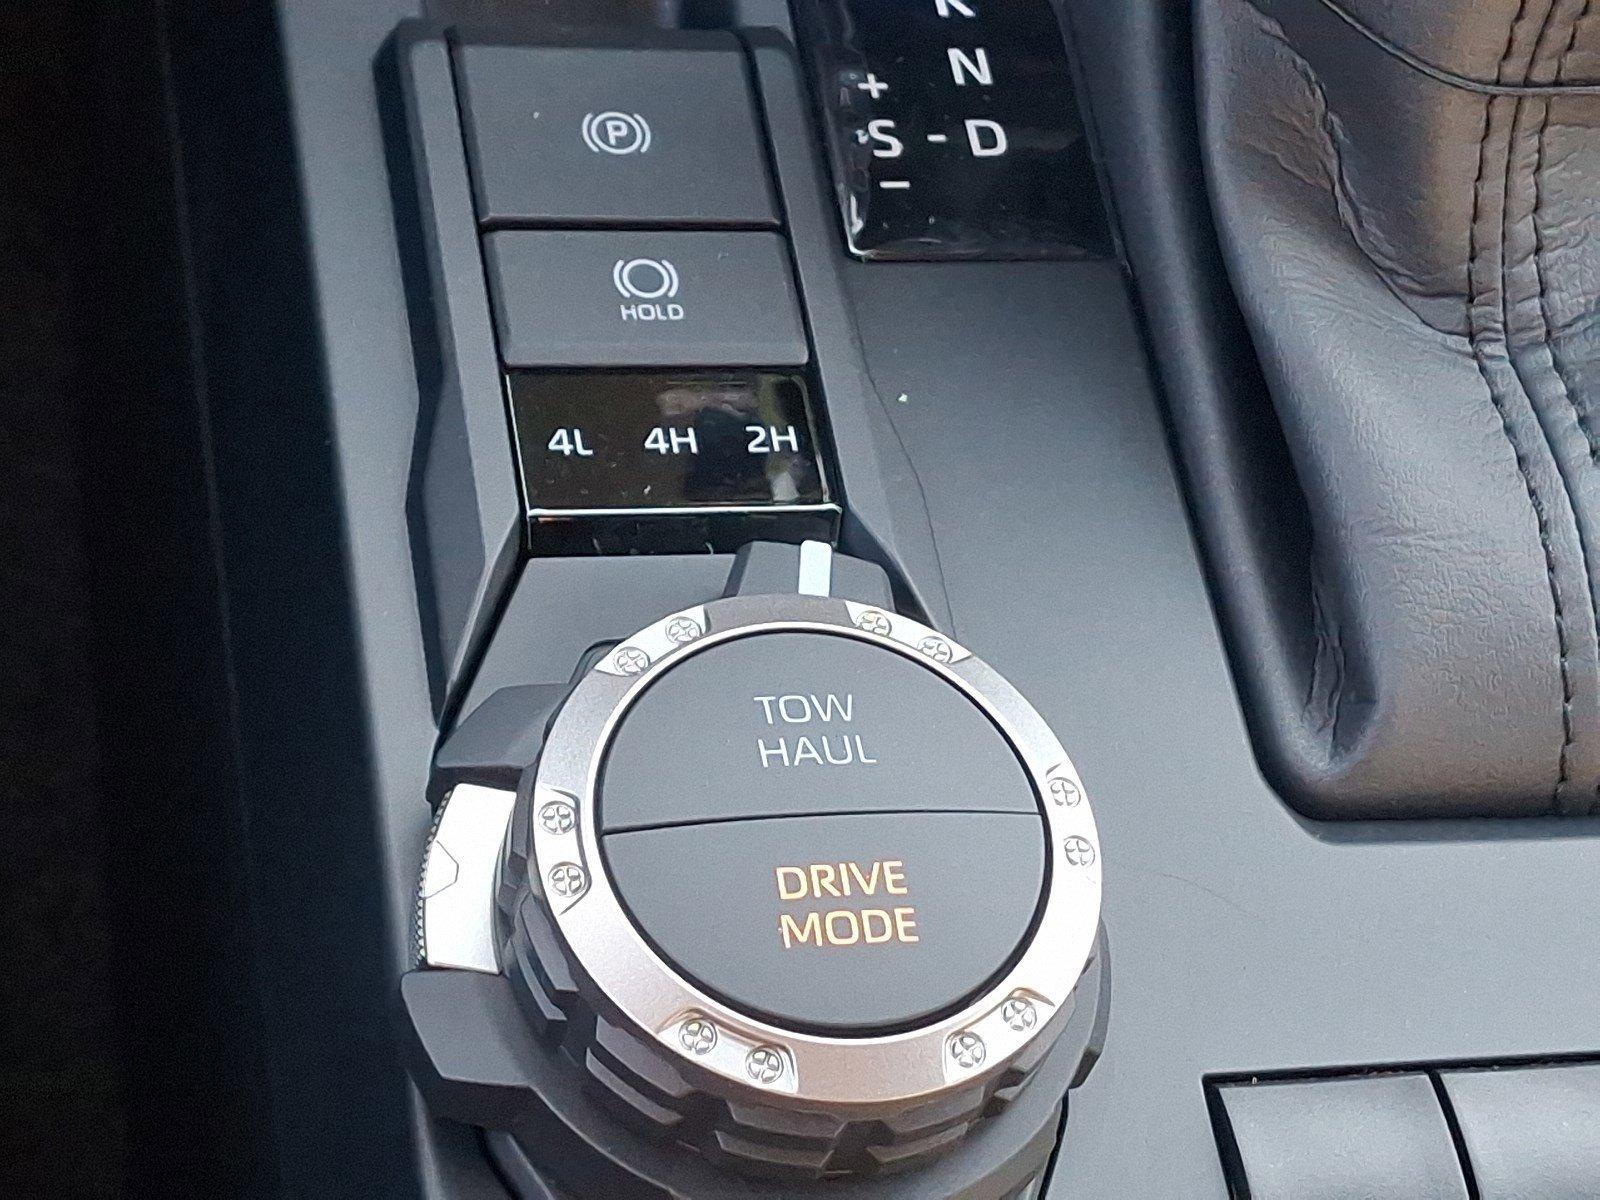 R
N
+
S - D
–
P
HOLD
4L 4H 2H
TOW
HAUL
DRIVE
MODE